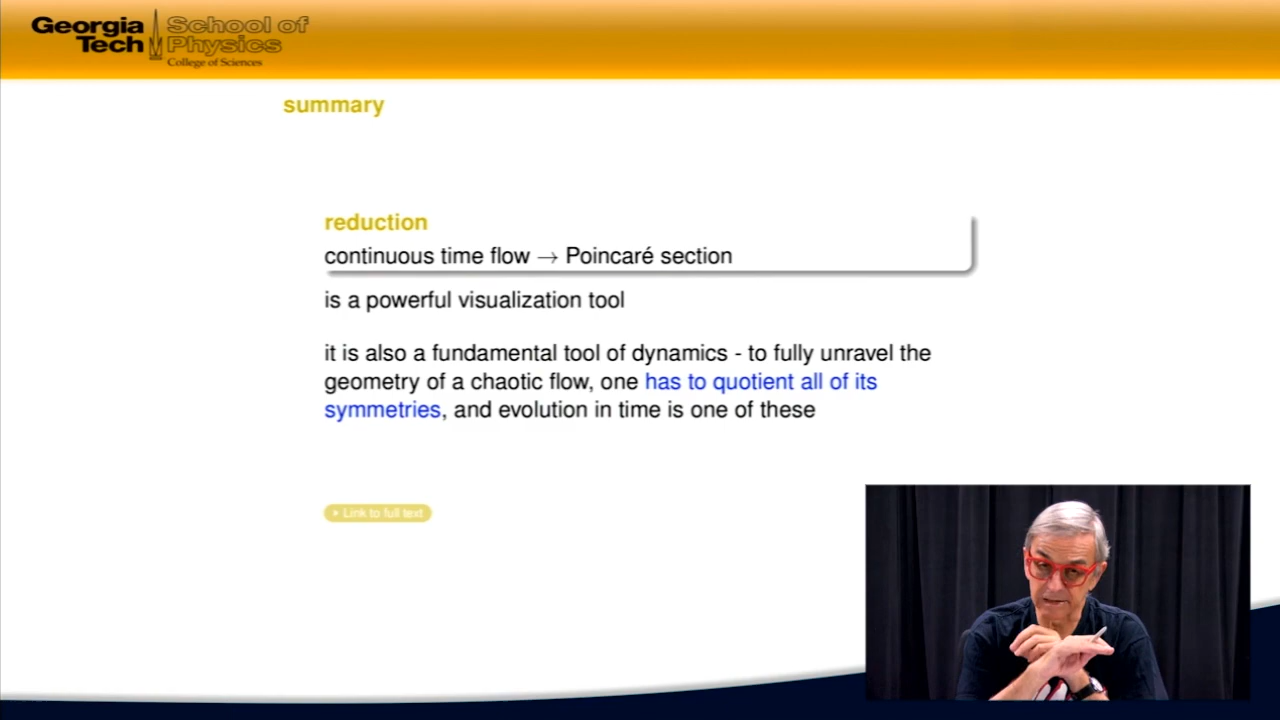 Georgia Tech
School of Physics
College of Sciences
summary
reduction
continuous time flow → Poincaré section
is a powerful visualization tool
it is also a fundamental tool of dynamics - to fully unravel the
geometry of a chaotic flow, one has to quotient all of its
symmetries, and evolution in time is one of these
Link to full text